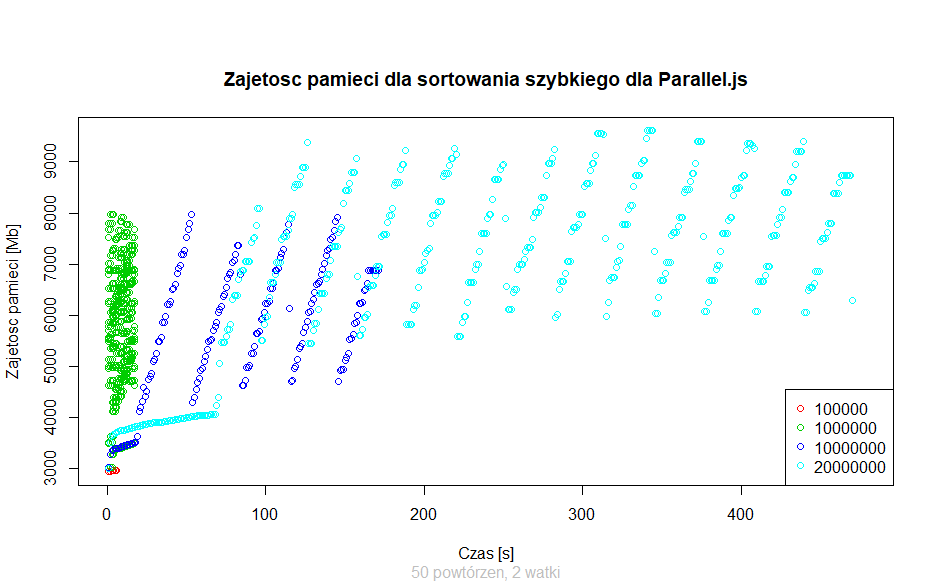 Zajetosc pamieci dla sortowania szybkiego dla Parallel.js
Zajetosc pamieci [Mb]
9000
8000
7000
6000
5000
4000
3000
100000
1000000
10000000
20000000
0 100 200 300 400
Czas [s]
50 powtórzen, 2 watki